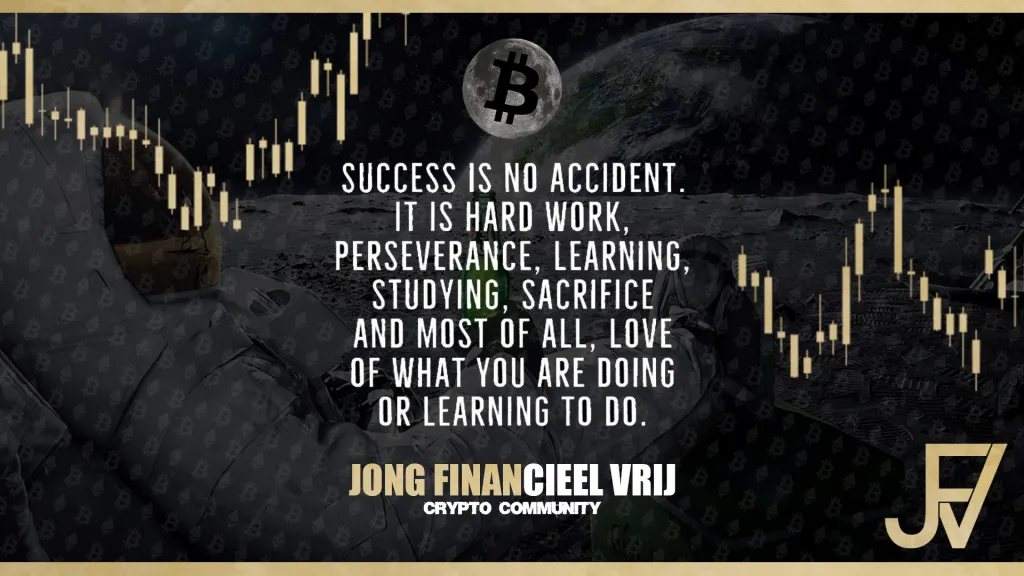 SUCCESS IS NO ACCIDENT.
IT IS HARD WORK,
PERSEVERANCE, LEARNING,
STUDYING, SACRIFICE
AND MOST OF ALL, LOVE
OF WHAT YOU ARE DOING
OR LEARNING TO DO.
JONG FINANCIEEL VRIJ
CRYPTO COMMUNITY
JFV